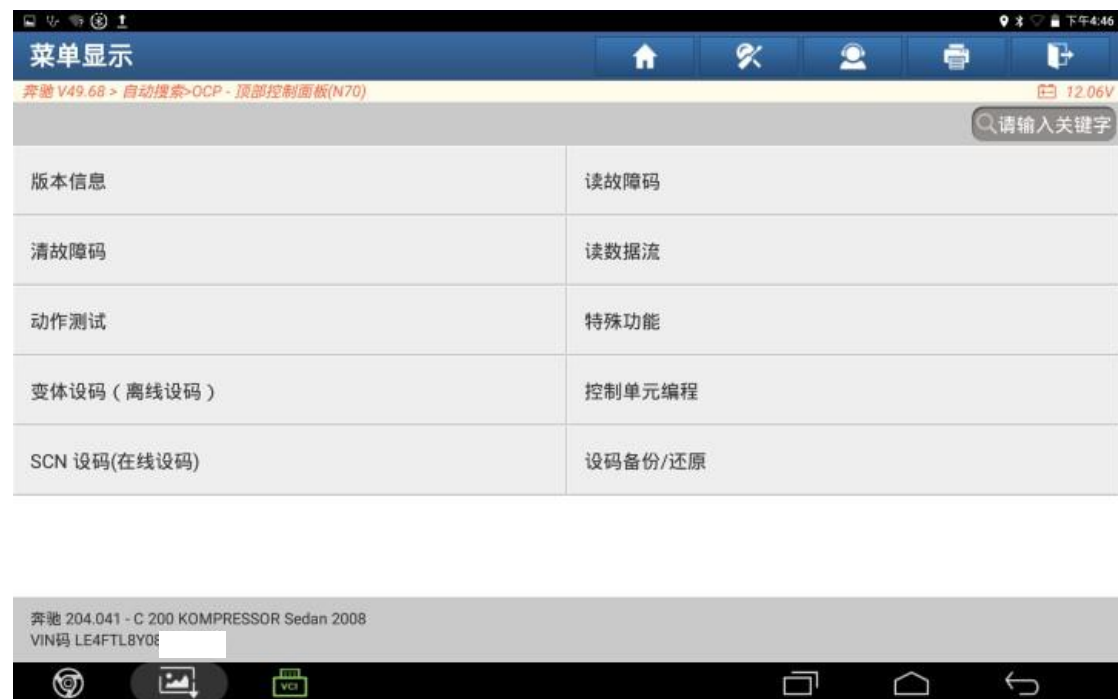 下午4:46
菜单显示
奔驰 V49.68 > 自动搜索>OCP - 顶部控制面板(N70)
12.06V
请输入关键字
版本信息
读故障码
清故障码
读数据流
动作测试
特殊功能
变体设码 ( 离线设码 )
控制单元编程
SCN 设码(在线设码)
设码备份/还原
奔驰 204.041 - C 200 KOMPRESSOR Sedan 2008
VIN码 LE4FTL8Y08
VCI